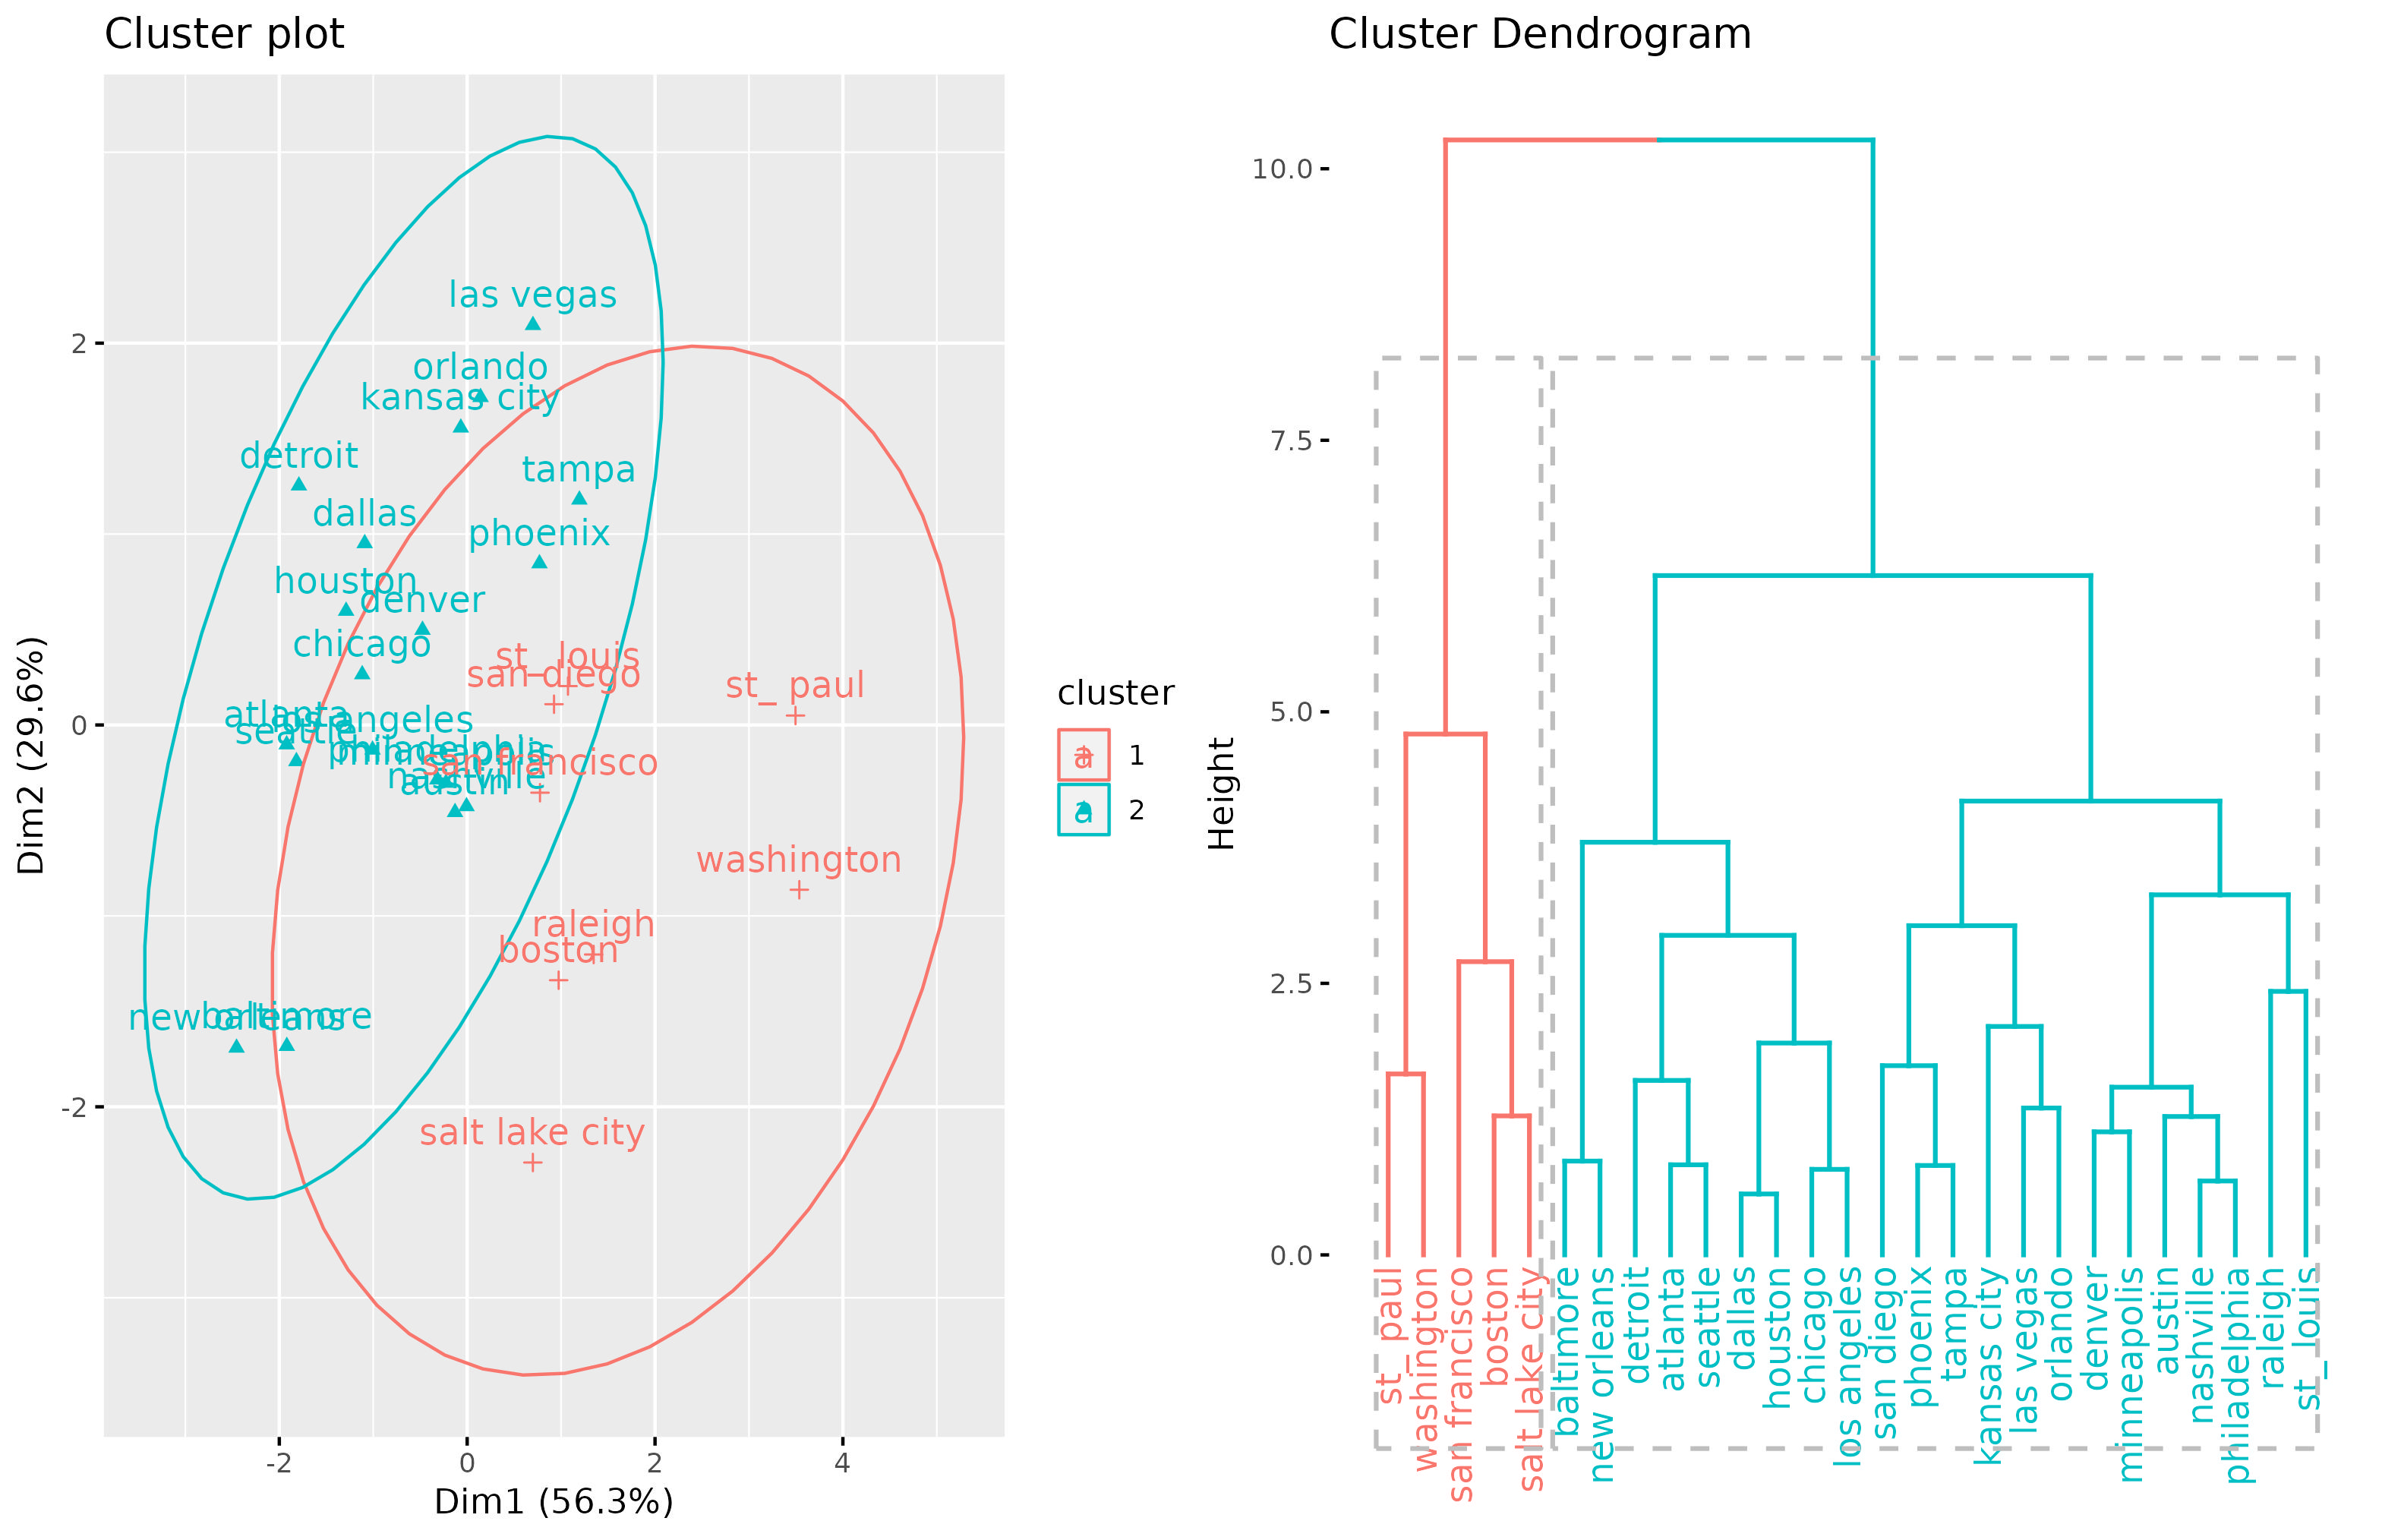 Cluster plot
las vegas
orlando
kansas city
detroit
tampa
dallas
phoenix
houston
denver
chicago
st_ louis
san diego
st_ paul
atlanta
los angeles
seattle
philadelphia
minneapolis
san francisco
nashville
austin
washington
raleigh
boston
new orleans
baltimore
salt lake city
2
0
-2
-2
0
2
4
Dim1 (56.3%)
Dim2 (29.6%)
cluster
a 1
a 2
Cluster Dendrogram
10.0
7.5
5.0
2.5
0.0
Height
st_ paul
washington
san francisco
boston
salt lake city
baltimore
new orleans
detroit
atlanta
seattle
dallas
houston
chicago
los angeles
san diego
phoenix
tampa
kansas city
las vegas
orlando
denver
minneapolis
austin
nashville
philadelphia
raleigh
st_ louis